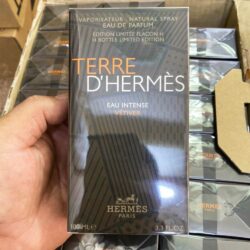 VAPORISATEUR - NATURAL SPRAY
EAU DE PARFUM
EDITION LIMITÉE FLACON H
H BOTTLE LIMITED EDITION
TERRE
D'HERMÈS
EAU INTENSE
VÉTIVER
HERMÈS
PARIS
100 ML℮ 3.3 FL.OZ